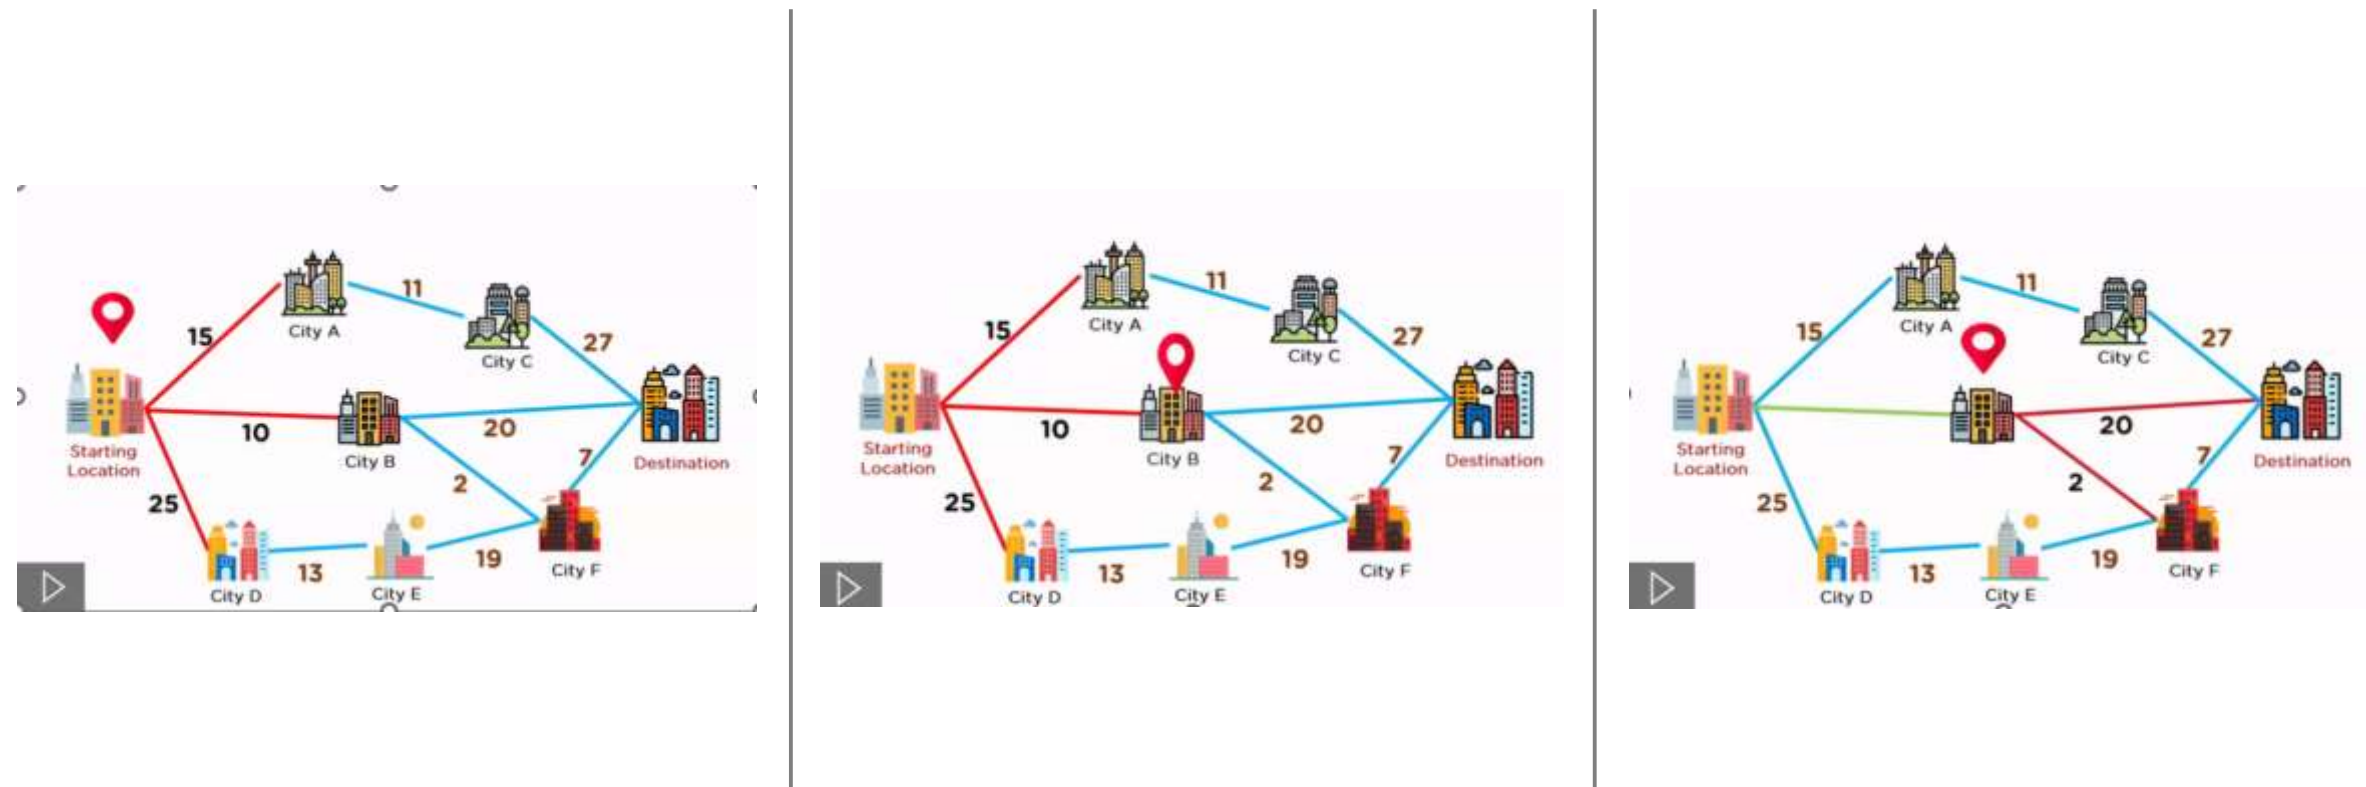 City A
11
City C
15
27
10
City B
20
Starting
Location
Destination
25
2
7
13
19
City D
City E
City F
City A
11
City C
15
27
10
City B
20
Starting
Location
Destination
25
2
7
13
19
City D
City E
City F
City A
11
City C
15
27
20
Starting
Location
Destination
25
2
7
13
19
City D
City E
City F